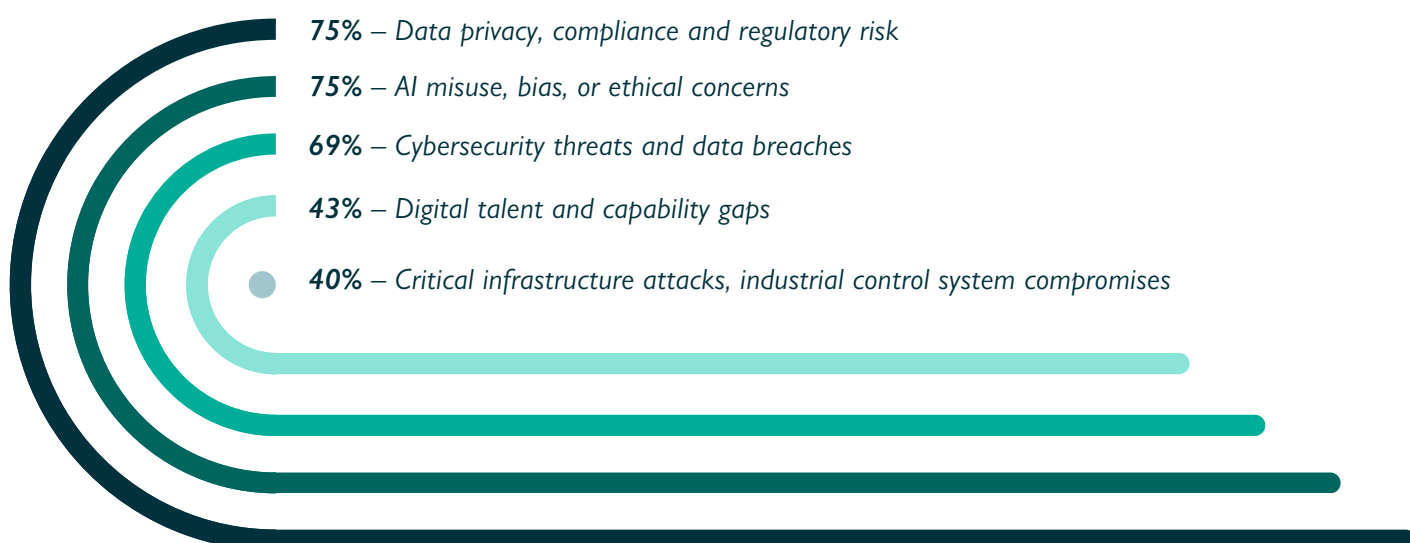 75% – Data privacy, compliance and regulatory risk
75% – AI misuse, bias, or ethical concerns
69% – Cybersecurity threats and data breaches
43% – Digital talent and capability gaps
40% – Critical infrastructure attacks, industrial control system compromises